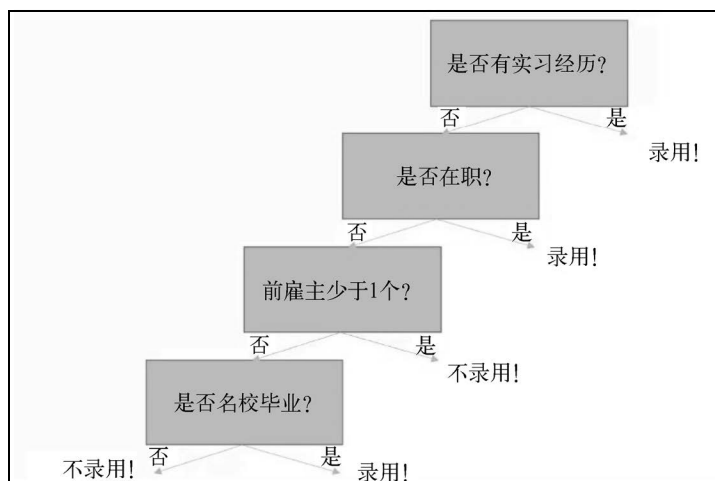 是否有实习经历?
否
是
录用!
是否在职?
否
是
录用!
前雇主少于1个?
否
是
不录用!
是否名校毕业?
否
是
不录用!
录用!